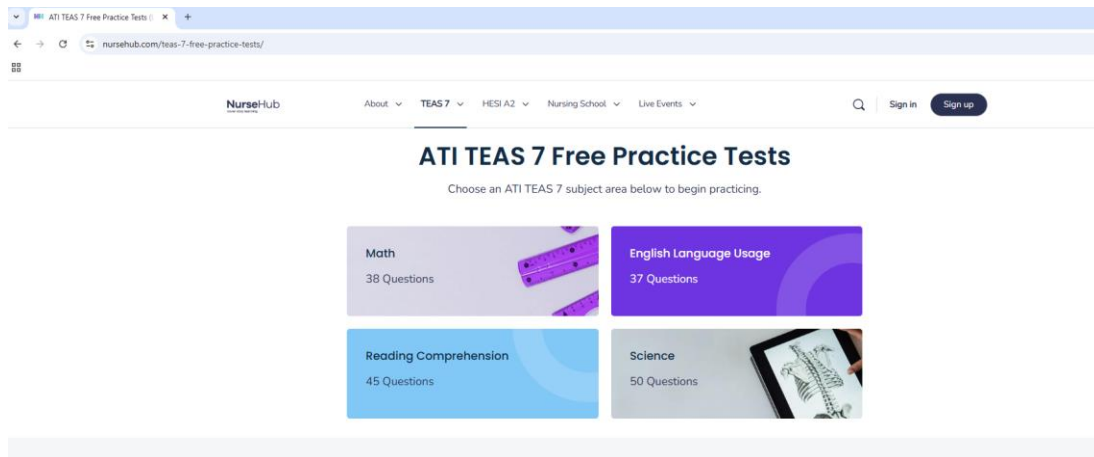 ATI TEAS 7 Free Practice Tests (
nursehub.com/teas-7-free-practice-tests/
NurseHub
About TEAS 7 HESI A2 Nursing School Live Events Sign in Sign up
ATI TEAS 7 Free Practice Tests
Choose an ATI TEAS 7 subject area below to begin practicing.
Math
38 Questions
English Language Usage
37 Questions
Reading Comprehension
45 Questions
Science
50 Questions